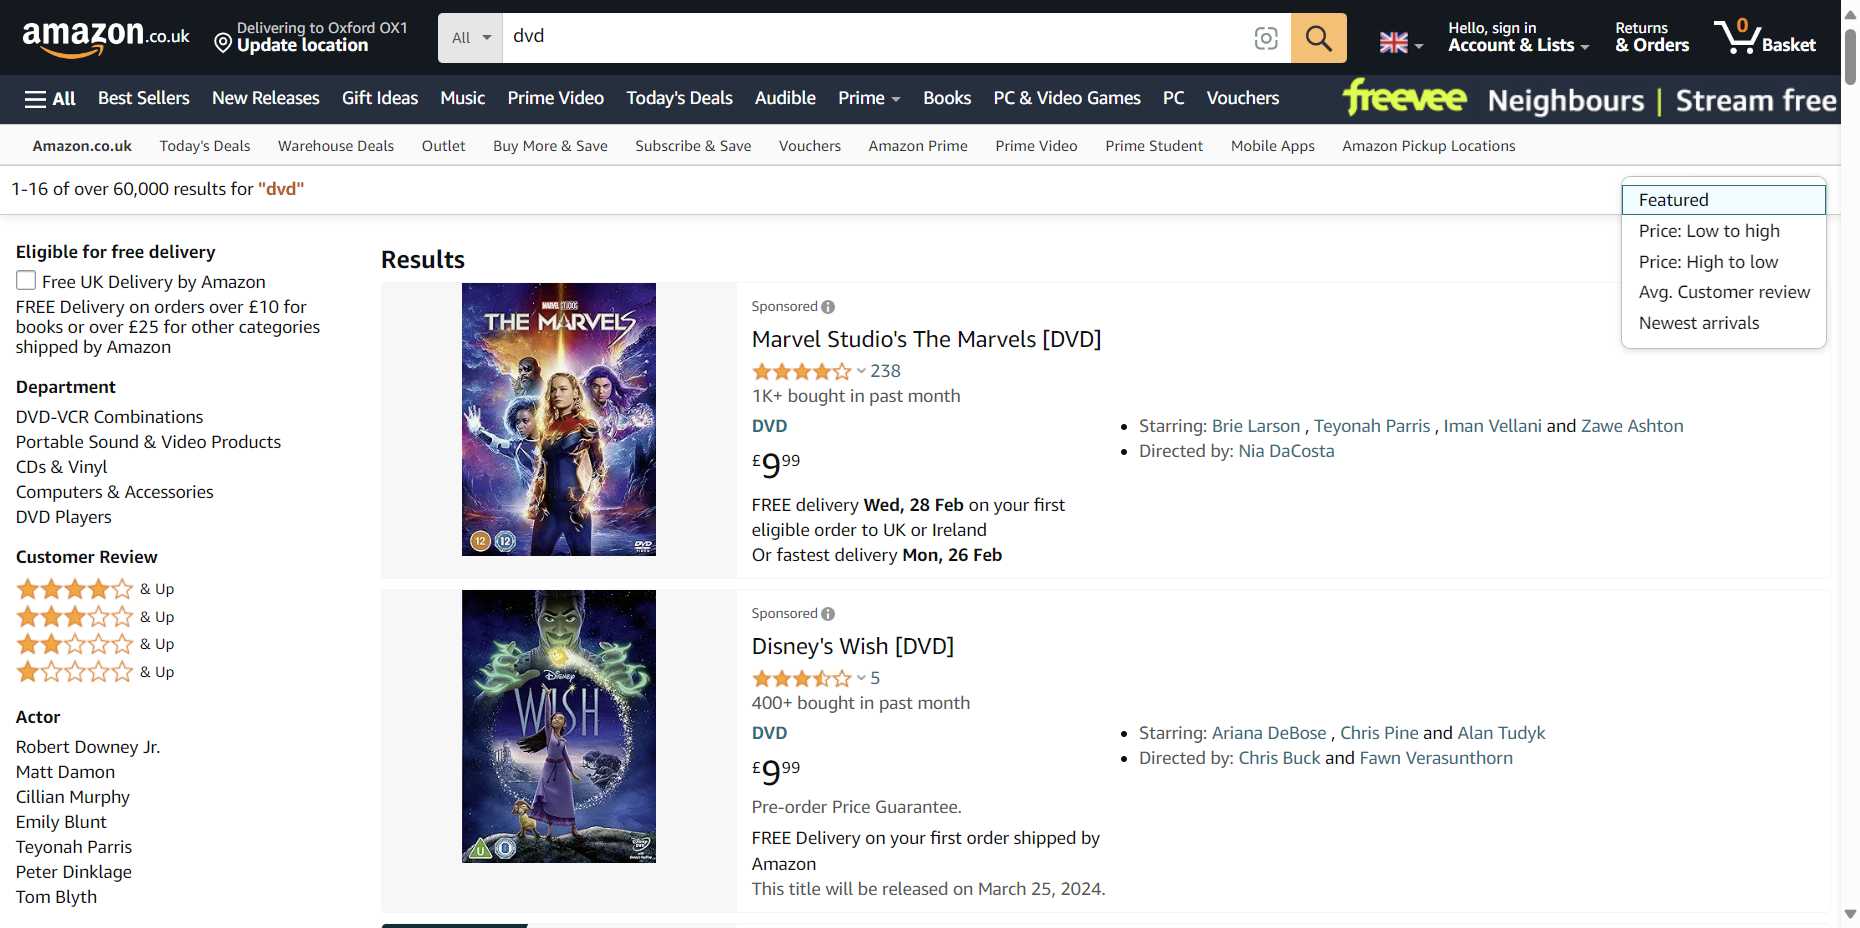 amazon.co.uk
Delivering to Oxford OX1
Update location
All
dvd
Hello, sign in
Account & Lists
Returns
& Orders
0
Basket
All
Best Sellers
New Releases
Gift Ideas
Music
Prime Video
Today's Deals
Audible
Prime
Books
PC & Video Games
PC
Vouchers
freevee Neighbours | Stream free
Amazon.co.uk
Today's Deals
Warehouse Deals
Outlet
Buy More & Save
Subscribe & Save
Vouchers
Amazon Prime
Prime Video
Prime Student
Mobile Apps
Amazon Pickup Locations
1-16 of over 60,000 results for "dvd"
Featured
Price: Low to high
Price: High to low
Avg. Customer review
Newest arrivals
Eligible for free delivery
Free UK Delivery by Amazon
FREE Delivery on orders over £10 for
books or over £25 for other categories
shipped by Amazon
Department
DVD-VCR Combinations
Portable Sound & Video Products
CDs & Vinyl
Computers & Accessories
DVD Players
Customer Review
& Up
& Up
& Up
& Up
Actor
Robert Downey Jr.
Matt Damon
Cillian Murphy
Emily Blunt
Teyonah Parris
Peter Dinklage
Tom Blyth
Results
MARVEL STUDIOS
THE MARVELS
12
12
DVD
Sponsored
Marvel Studio's The Marvels [DVD]
238
1K+ bought in past month
DVD
£9.99
FREE delivery Wed, 28 Feb on your first
eligible order to UK or Ireland
Or fastest delivery Mon, 26 Feb
Starring: Brie Larson , Teyonah Parris , Iman Vellani and Zawe Ashton
Directed by: Nia DaCosta
Disney
WISH
U
Sponsored
Disney's Wish [DVD]
5
400+ bought in past month
DVD
£9.99
Pre-order Price Guarantee.
FREE Delivery on your first order shipped by
Amazon
This title will be released on March 25, 2024.
Starring: Ariana DeBose , Chris Pine and Alan Tudyk
Directed by: Chris Buck and Fawn Verasunthorn